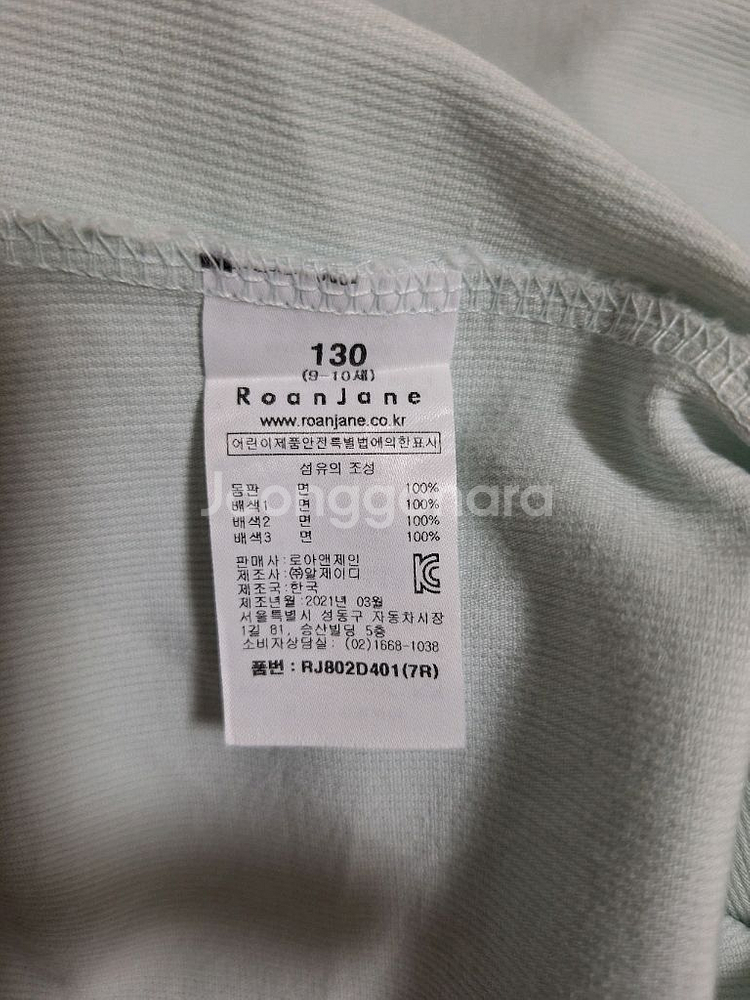 130
(9-10세)
RoanJane
www.roanjane.co.kr
어린이제품안전특별법에의한표시
섬유의 조성
몸판 면 100%
배색1 면 100%
배색2 면 100%
배색3 면 100%
판매사:로아앤제인
제조사:㈜알제이디
제조국:한국
제조년월:2021년 03월
서울특별시 성동구 자동차시장
1길 81, 승산빌딩 5층
소비자상담실: (02)1668-1038
품번 : RJ802D401(7R)
Joonggonara